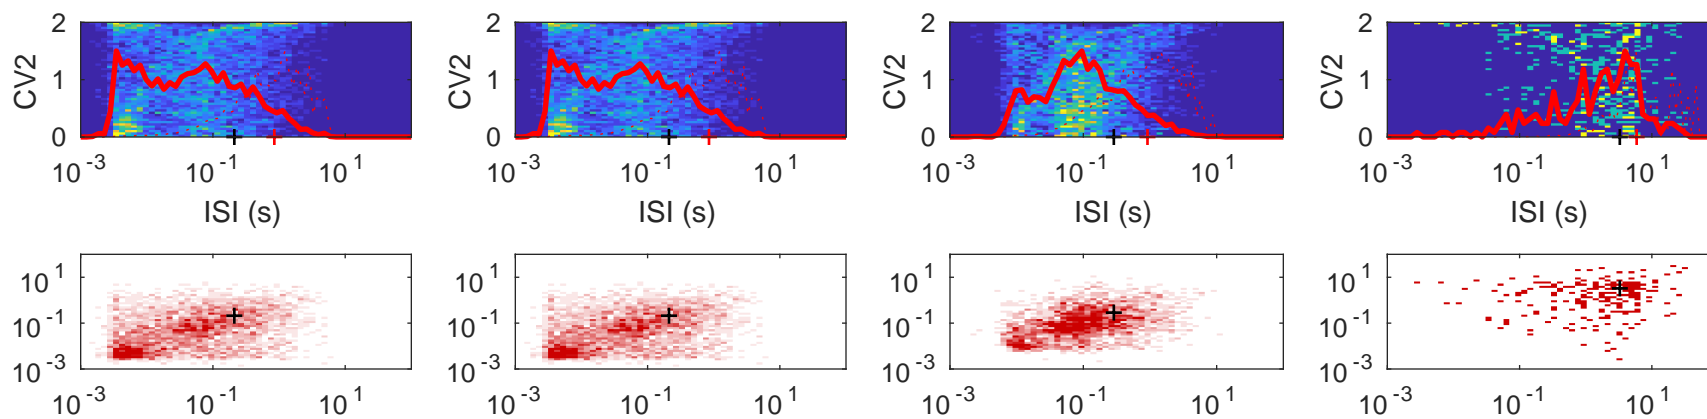 2 2 2 2
CV2 CV2 CV2 CV2
1 1 1 1
0 0 0 0
10^-3 10^-1 10^1 10^-3 10^-1 10^1 10^-3 10^-1 10^1 10^-3 10^-1 10^1
ISI (s) ISI (s) ISI (s) ISI (s)
10^1 10^1 10^1 10^1
10^-1 10^-1 10^-1 10^-1
10^-3 10^-3 10^-3 10^-3
10^-3 10^-1 10^1 10^-3 10^-1 10^1 10^-3 10^-1 10^1 10^-3 10^-1 10^1